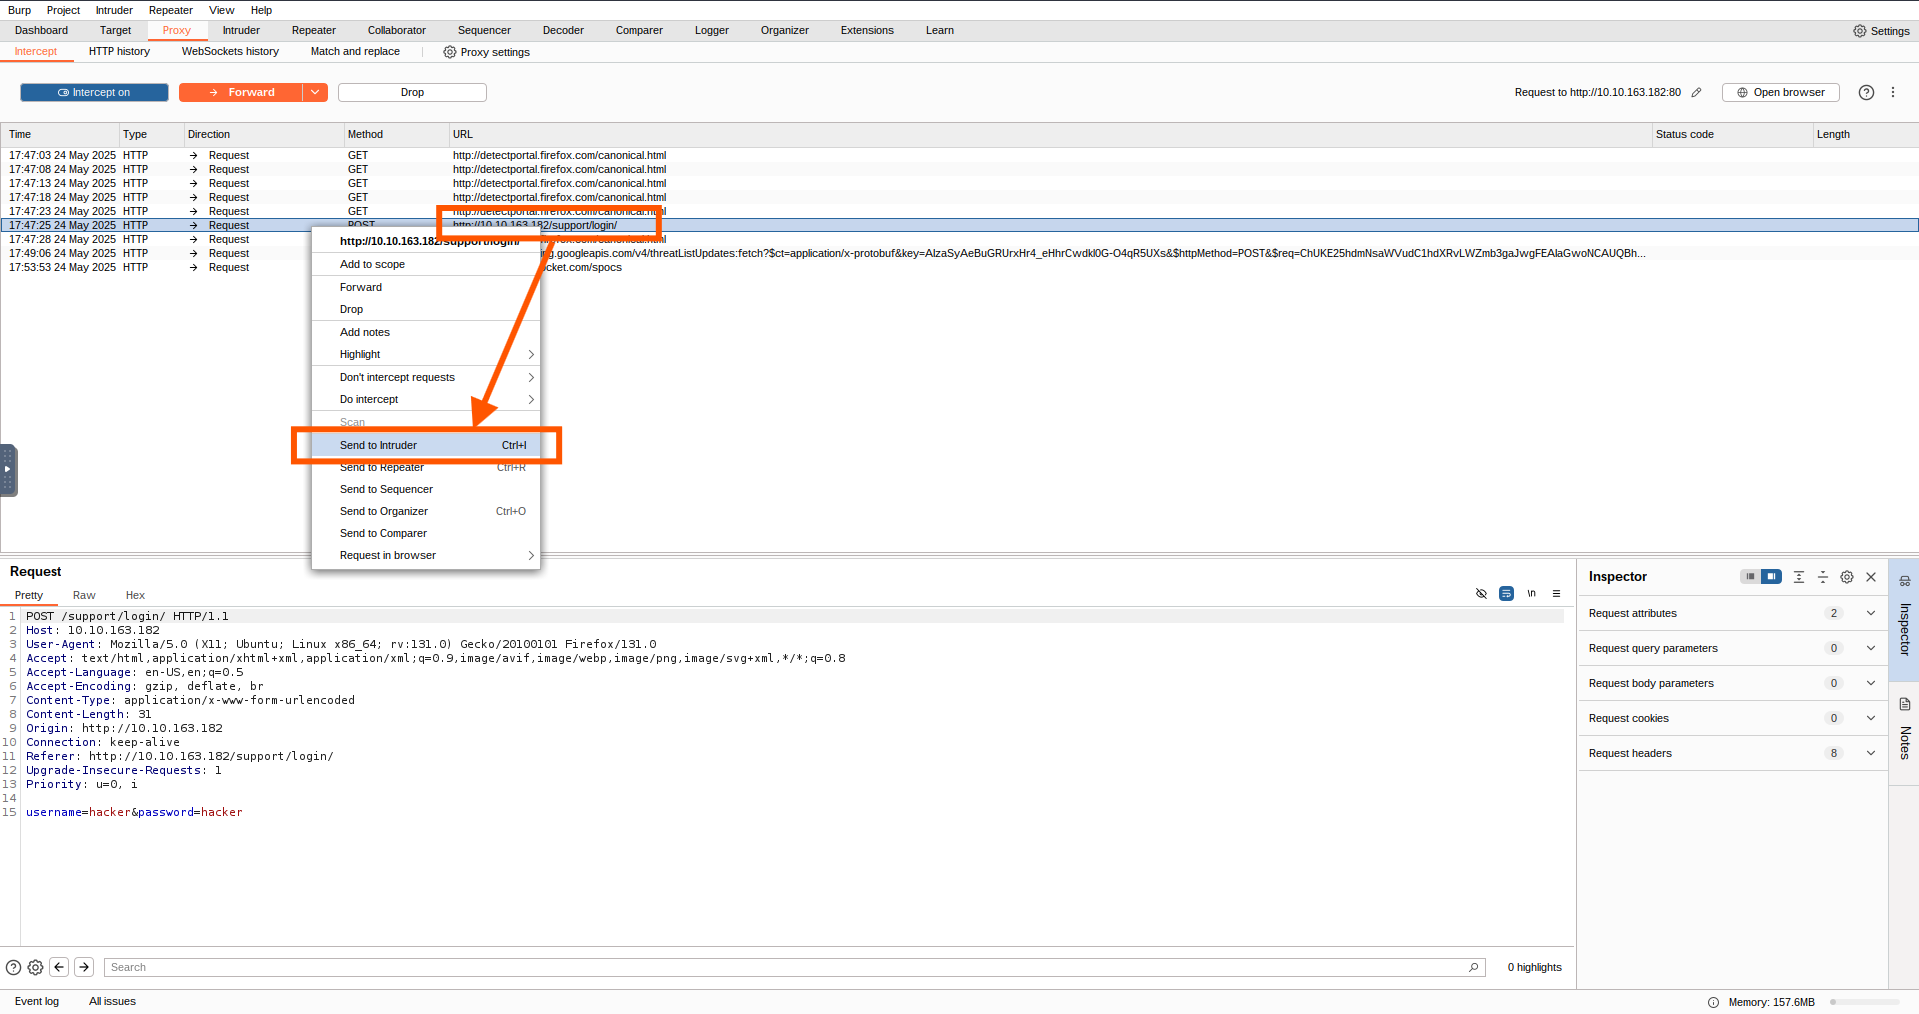 Burp Project Intruder Repeater View Help
Dashboard Target Proxy Intruder Repeater Collaborator Sequencer Decoder Comparer Logger Organizer Extensions Learn Settings
Intercept HTTP history WebSockets history Match and replace Proxy settings
Intercept on Forward Drop Request to http://10.10.163.182:80 Open browser
Time Type Direction Method URL Status code Length
17:47:03 24 May 2025 HTTP Request GET http://detectportal.firefox.com/canonical.html
17:47:08 24 May 2025 HTTP Request GET http://detectportal.firefox.com/canonical.html
17:47:13 24 May 2025 HTTP Request GET http://detectportal.firefox.com/canonical.html
17:47:18 24 May 2025 HTTP Request GET http://detectportal.firefox.com/canonical.html
17:47:23 24 May 2025 HTTP Request GET http://detectportal.firefox.com/canonical.html
17:47:25 24 May 2025 HTTP Request POST http://10.10.163.182/support/login/
17:47:28 24 May 2025 HTTP Request firefox.com/canonical.html
17:49:06 24 May 2025 HTTP Request ng.googleapis.com/v4/threatListUpdates:fetch?$ct=application/x-protobuf&key=AIzaSyAeBuGRUrxHr4_eHhrCwdkl0G-O4qR5UXs&$httpMethod=POST&$req=ChUKE25hdmNsaWVudC1hdXRvLWZmb3gaJwgFEAIaGwoNCAUQBh...
17:53:53 24 May 2025 HTTP Request ocket.com/spocs
http://10.10.163.182/support/login/
Add to scope
Forward
Drop
Add notes
Highlight
Don't intercept requests
Do intercept
Scan
Send to Intruder Ctrl+I
Send to Repeater Ctrl+R
Send to Sequencer
Send to Organizer Ctrl+O
Send to Comparer
Request in browser
Request
Pretty Raw Hex \n
1 POST /support/login/ HTTP/1.1
2 Host: 10.10.163.182
3 User-Agent: Mozilla/5.0 (X11; Ubuntu; Linux x86_64; rv:131.0) Gecko/20100101 Firefox/131.0
4 Accept: text/html,application/xhtml+xml,application/xml;q=0.9,image/avif,image/webp,image/png,image/svg+xml,*/*;q=0.8
5 Accept-Language: en-US,en;q=0.5
6 Accept-Encoding: gzip, deflate, br
7 Content-Type: application/x-www-form-urlencoded
8 Content-Length: 31
9 Origin: http://10.10.163.182
10 Connection: keep-alive
11 Referer: http://10.10.163.182/support/login/
12 Upgrade-Insecure-Requests: 1
13 Priority: u=0, i
14
15 username=hacker&password=hacker
Inspector
Request attributes 2
Request query parameters 0
Request body parameters 0
Request cookies 0
Request headers 8
Inspector
Notes
Search 0 highlights
Event log All issues Memory: 157.6MB